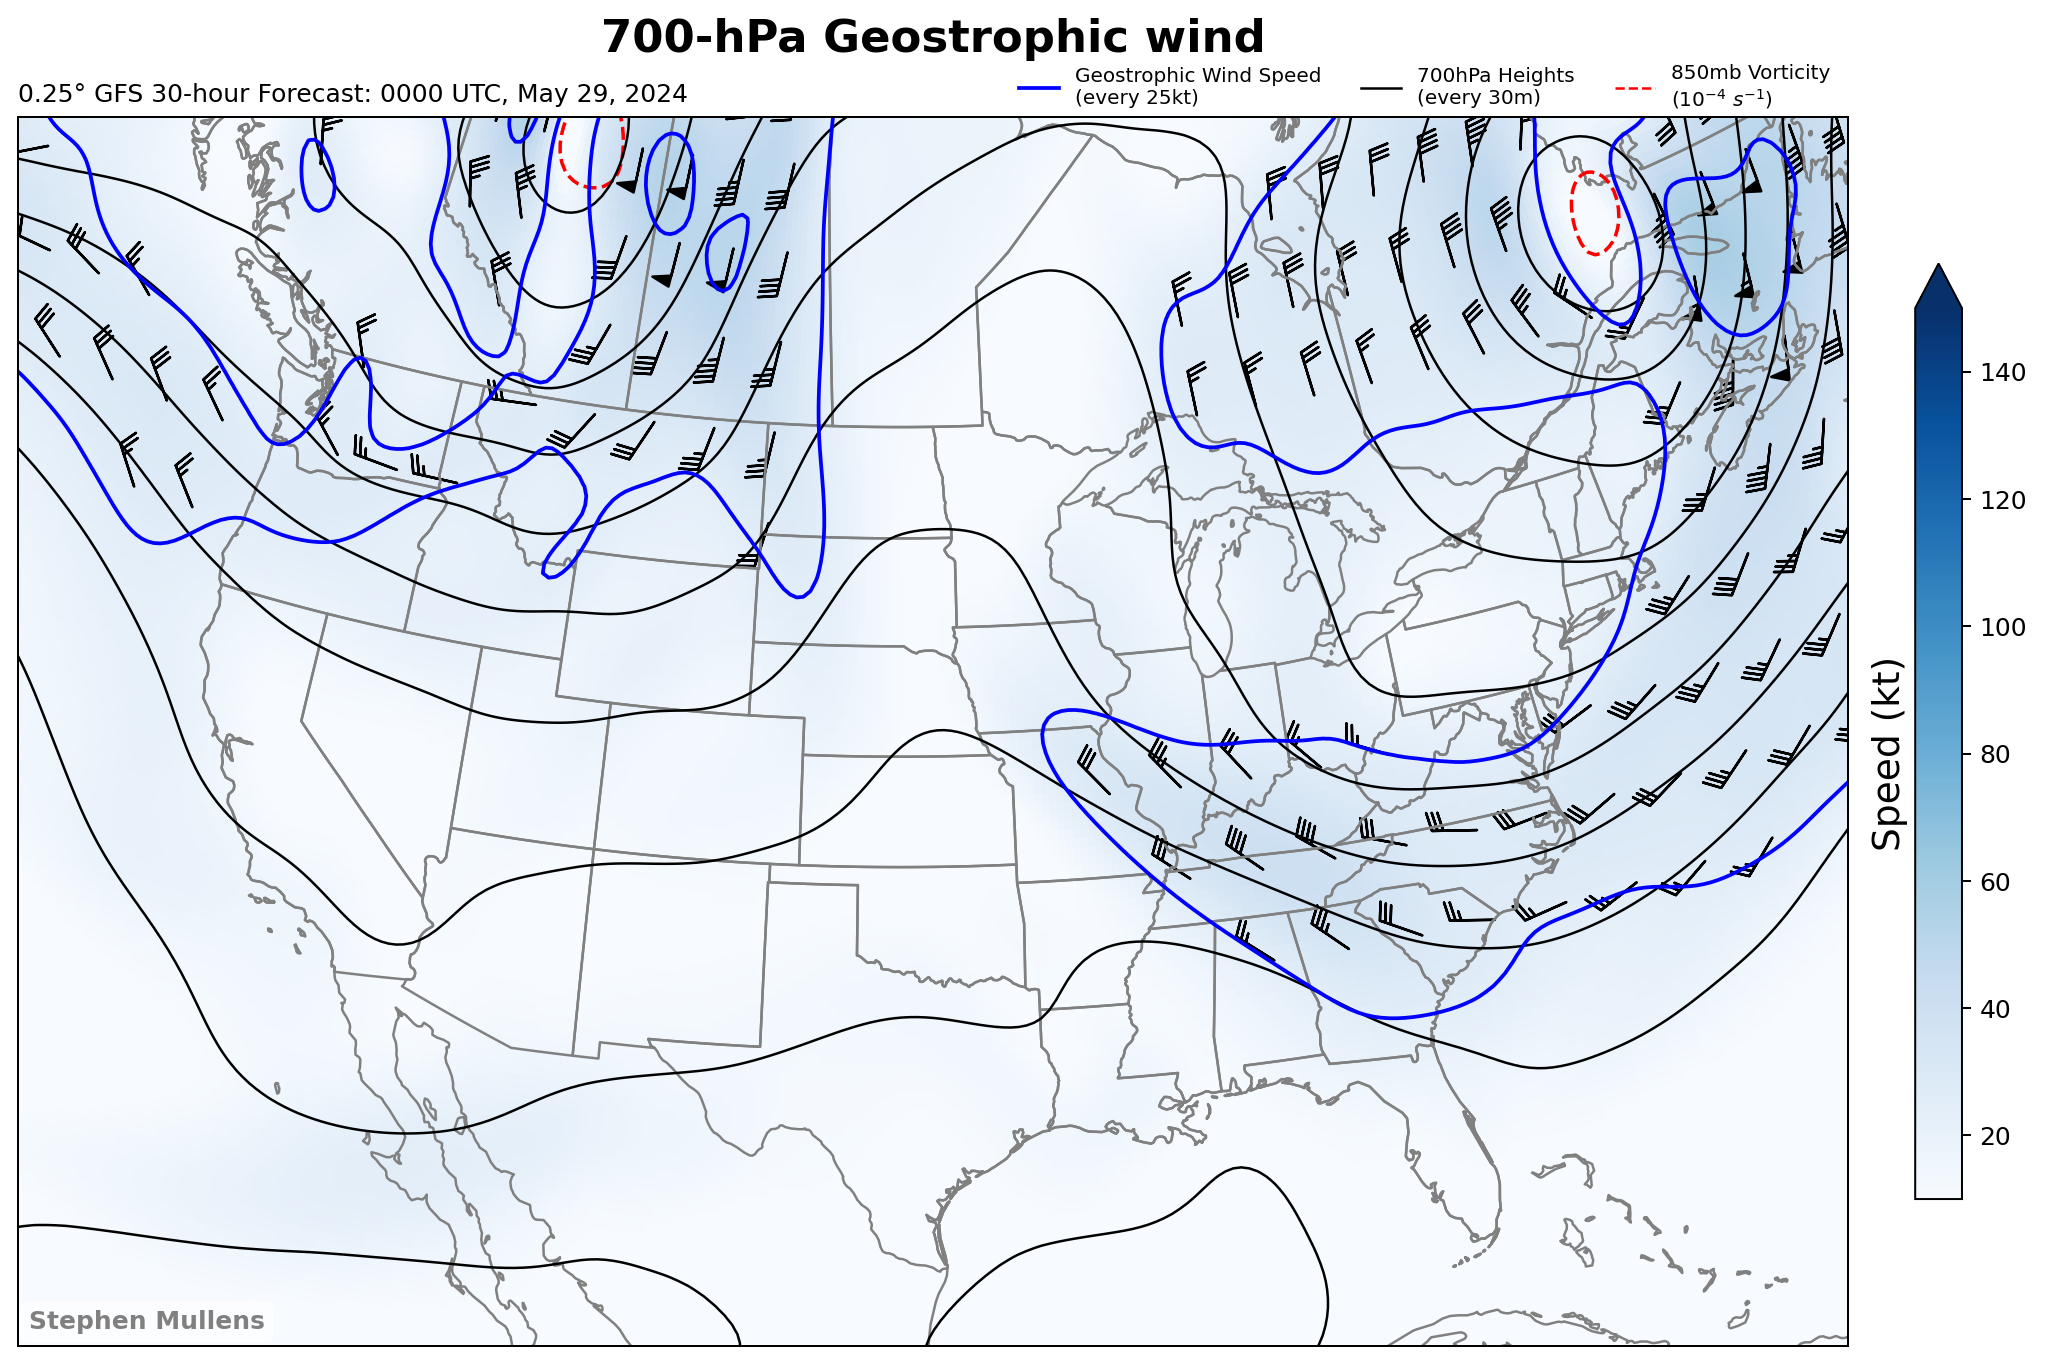 700-hPa Geostrophic wind
0.25° GFS 30-hour Forecast: 0000 UTC, May 29, 2024
Geostrophic Wind Speed
(every 25kt)
700hPa Heights
(every 30m)
850mb Vorticity
(10⁻⁴ s⁻¹)
140
120
100
80
60
40
20
Speed (kt)
Stephen Mullens